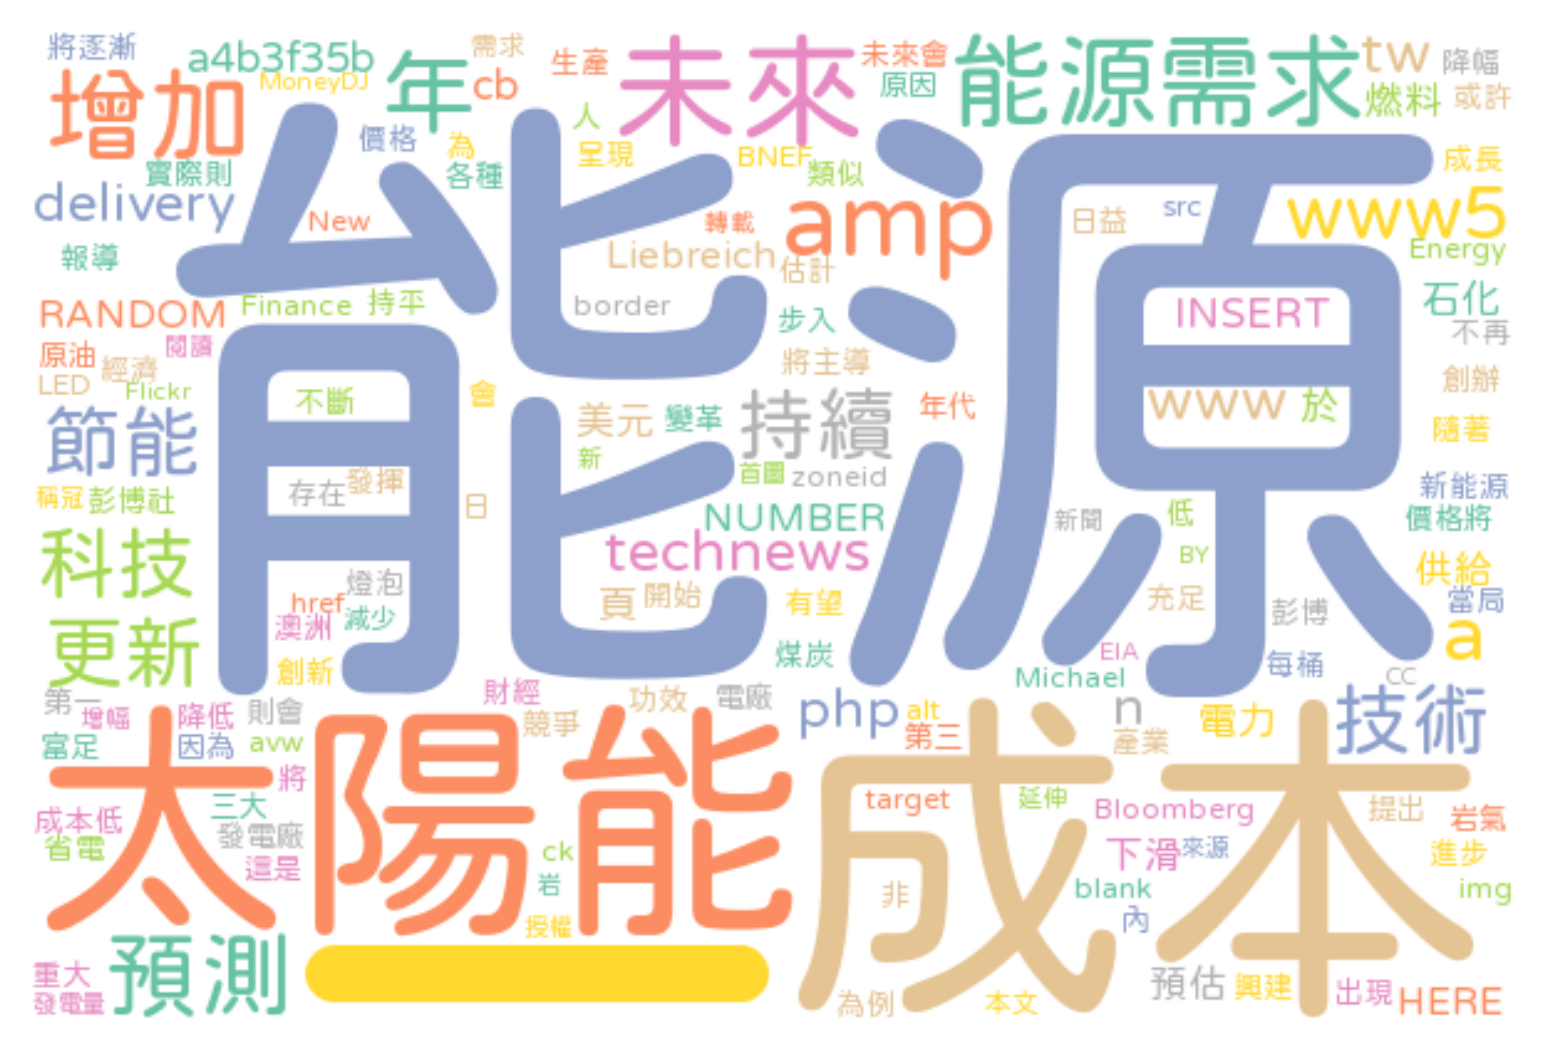 將逐漸
a4b3f35b
MoneyDJ
年
需求
cb
生產
未來
未來會
原因
能源需求
tw
降幅
燃料
或許
增加
價格
為
各種
人
呈現
BNEF
類似
成長
實際則
delivery
New
轉載
amp
日益
src
www5
Energy
報導
能源
Liebreich
估計
RANDOM
Finance
持平
border
步入
INSERT
石化
不再
原油
閱讀
經濟
LED
Flickr
將主導
創辦
不斷
會
美元
變革
持續
年代
www
於
隨著
節能
新
首圖
zoneid
稱冠
彭博社
存在
發揮
日
新能源
價格將
NUMBER
新聞
低
科技
technews
BY
供給
燈泡
href
減少
澳洲
頁
開始
有望
充足
彭博
當局
更新
創新
煤炭
EIA
Michael
每桶
a
CC
第一
增幅
降低
則會
財經
功效
電廠
php
alt
n
電力
技術
富足
因為
avw
競爭
第三
產業
太陽能
成本
將
三大
成本低
省電
發電廠
這是
target
延伸
Bloomberg
提出
岩氣
下滑
來源
進步
ck
岩
非
blank
img
授權
內
預測
重大
發電量
為例
本文
預估
興建
出現
HERE